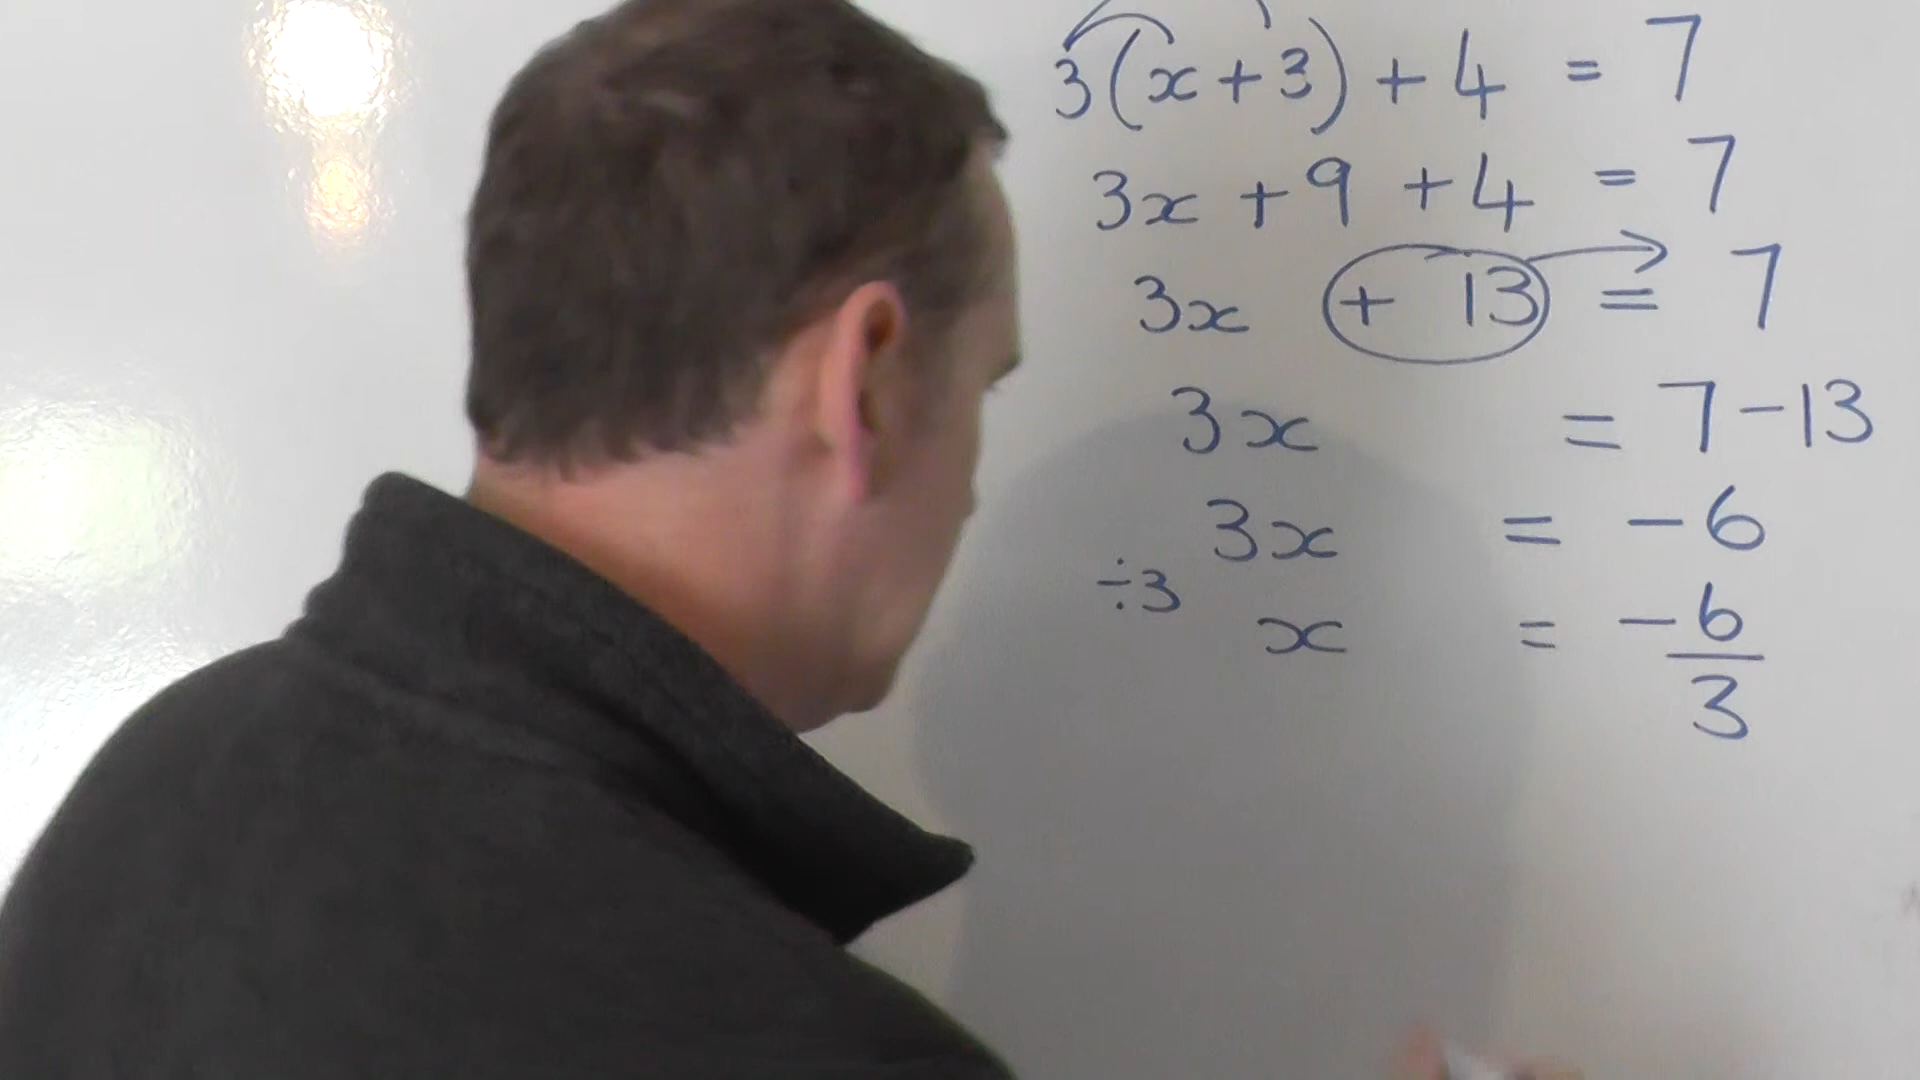 3(x+3) + 4 = 7
3x + 9 + 4 = 7
3x + 13 = 7
3x = 7 - 13
3x = - 6
÷3
x = -6/3